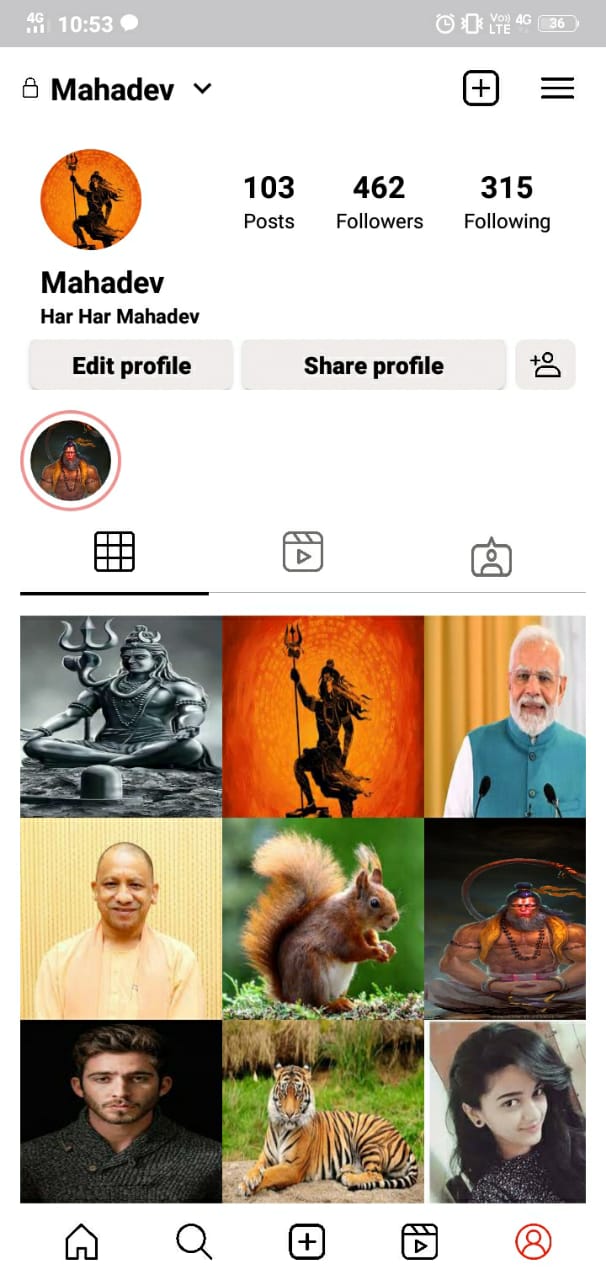 4G 10:53 Vo)) LTE 4G 36
Mahadev
103 462 315
Posts Followers Following
Mahadev
Har Har Mahadev
Edit profile Share profile